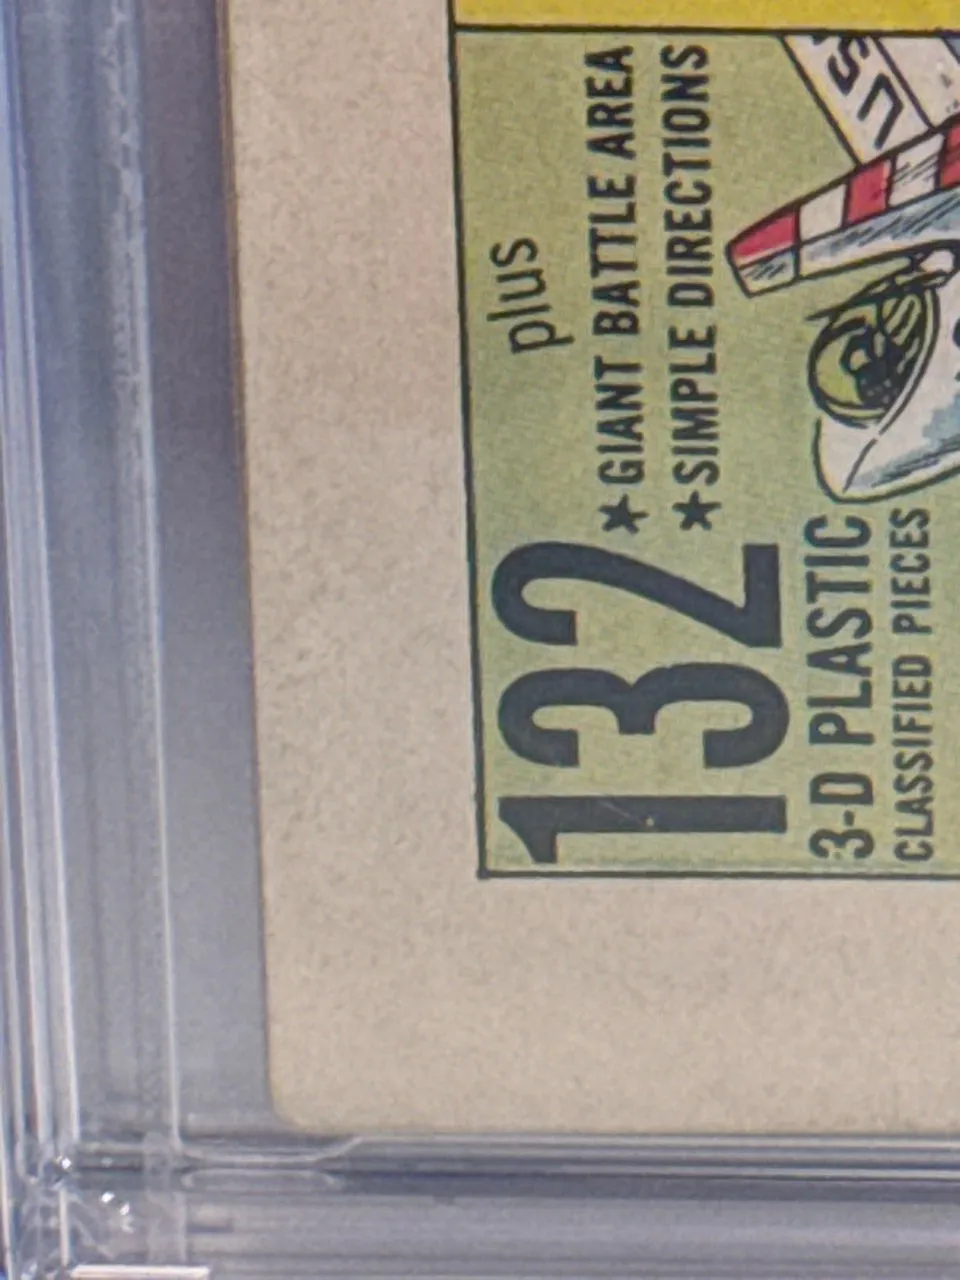 plus
★GIANT BATTLE AREA
★SIMPLE DIRECTIONS
132
3-D PLASTIC
CLASSIFIED PIECES